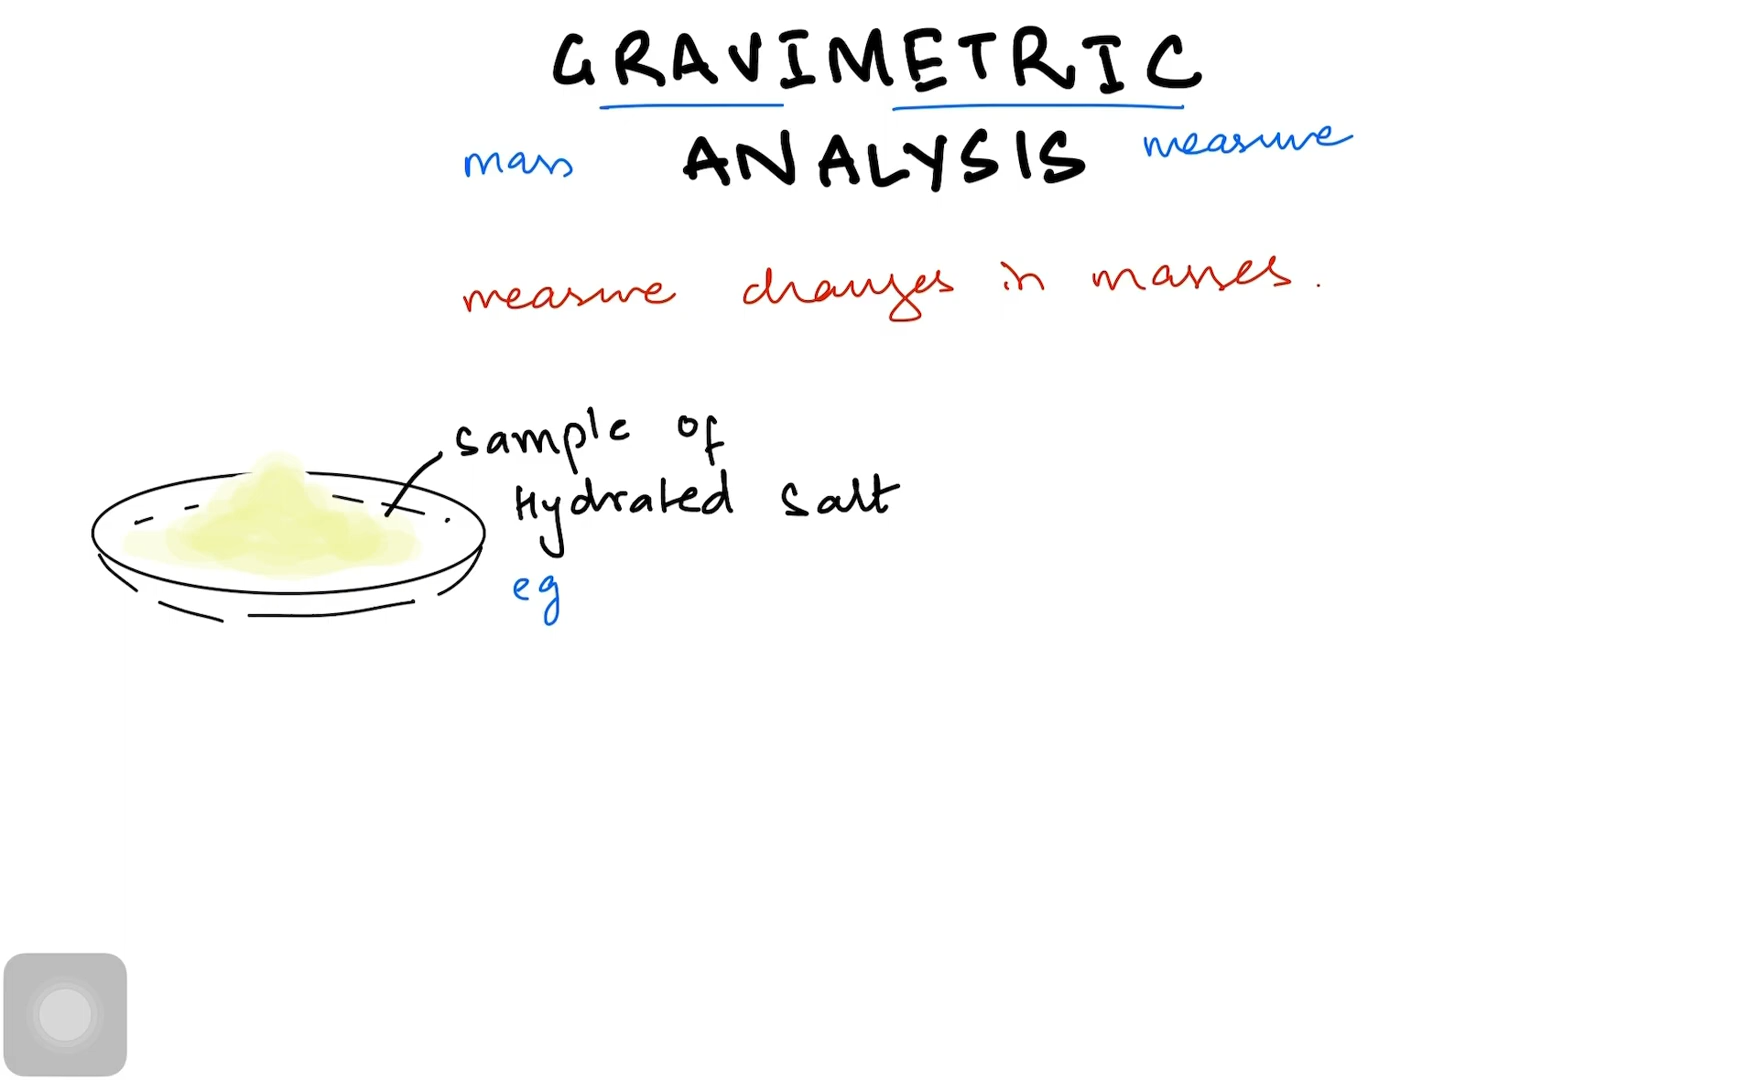 GRAVIMETRIC
mass ANALYSIS measure
measure changes in masses.
sample of
Hydrated salt
eg